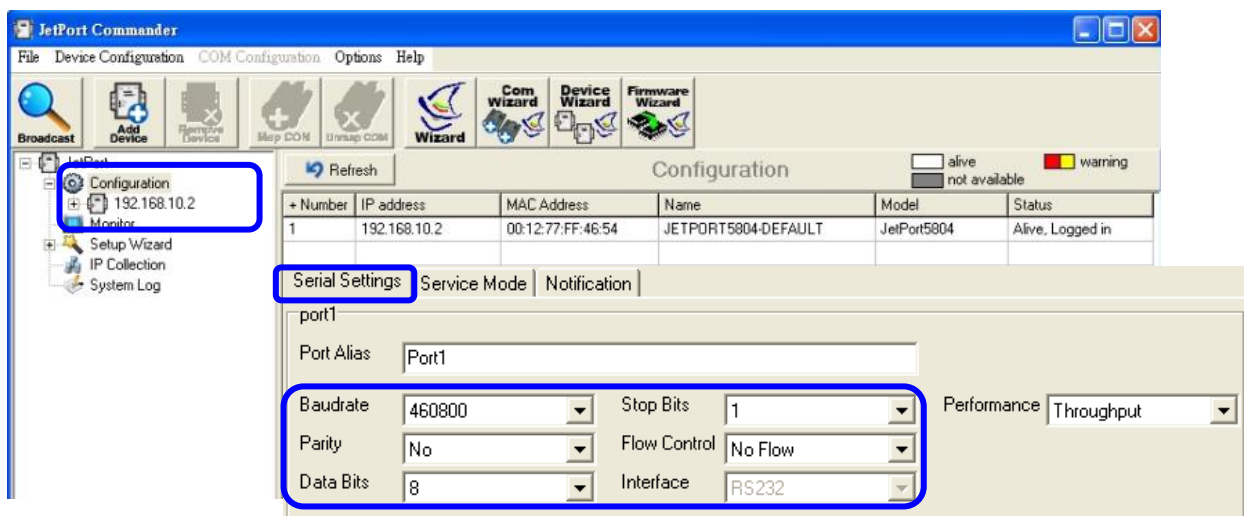 JetPort Commander
File Device Configuration COM Configuration Options Help
Broadcast Add Device Remove Device Map COM Unmap COM Wizard Com Wizard Device Wizard Firmware Wizard
JetPort
Configuration
192.168.10.2
Monitor
Setup Wizard
IP Collection
System Log
Refresh Configuration alive warning
not available
+ Number IP address MAC Address Name Model Status
1 192.168.10.2 00:12:77:FF:46:54 JETPORT5804-DEFAULT JetPort5804 Alive, Logged in
Serial Settings Service Mode Notification
port1
Port Alias Port1
Baudrate 460800 Stop Bits 1 Performance Throughput
Parity No Flow Control No Flow
Data Bits 8 Interface RS232